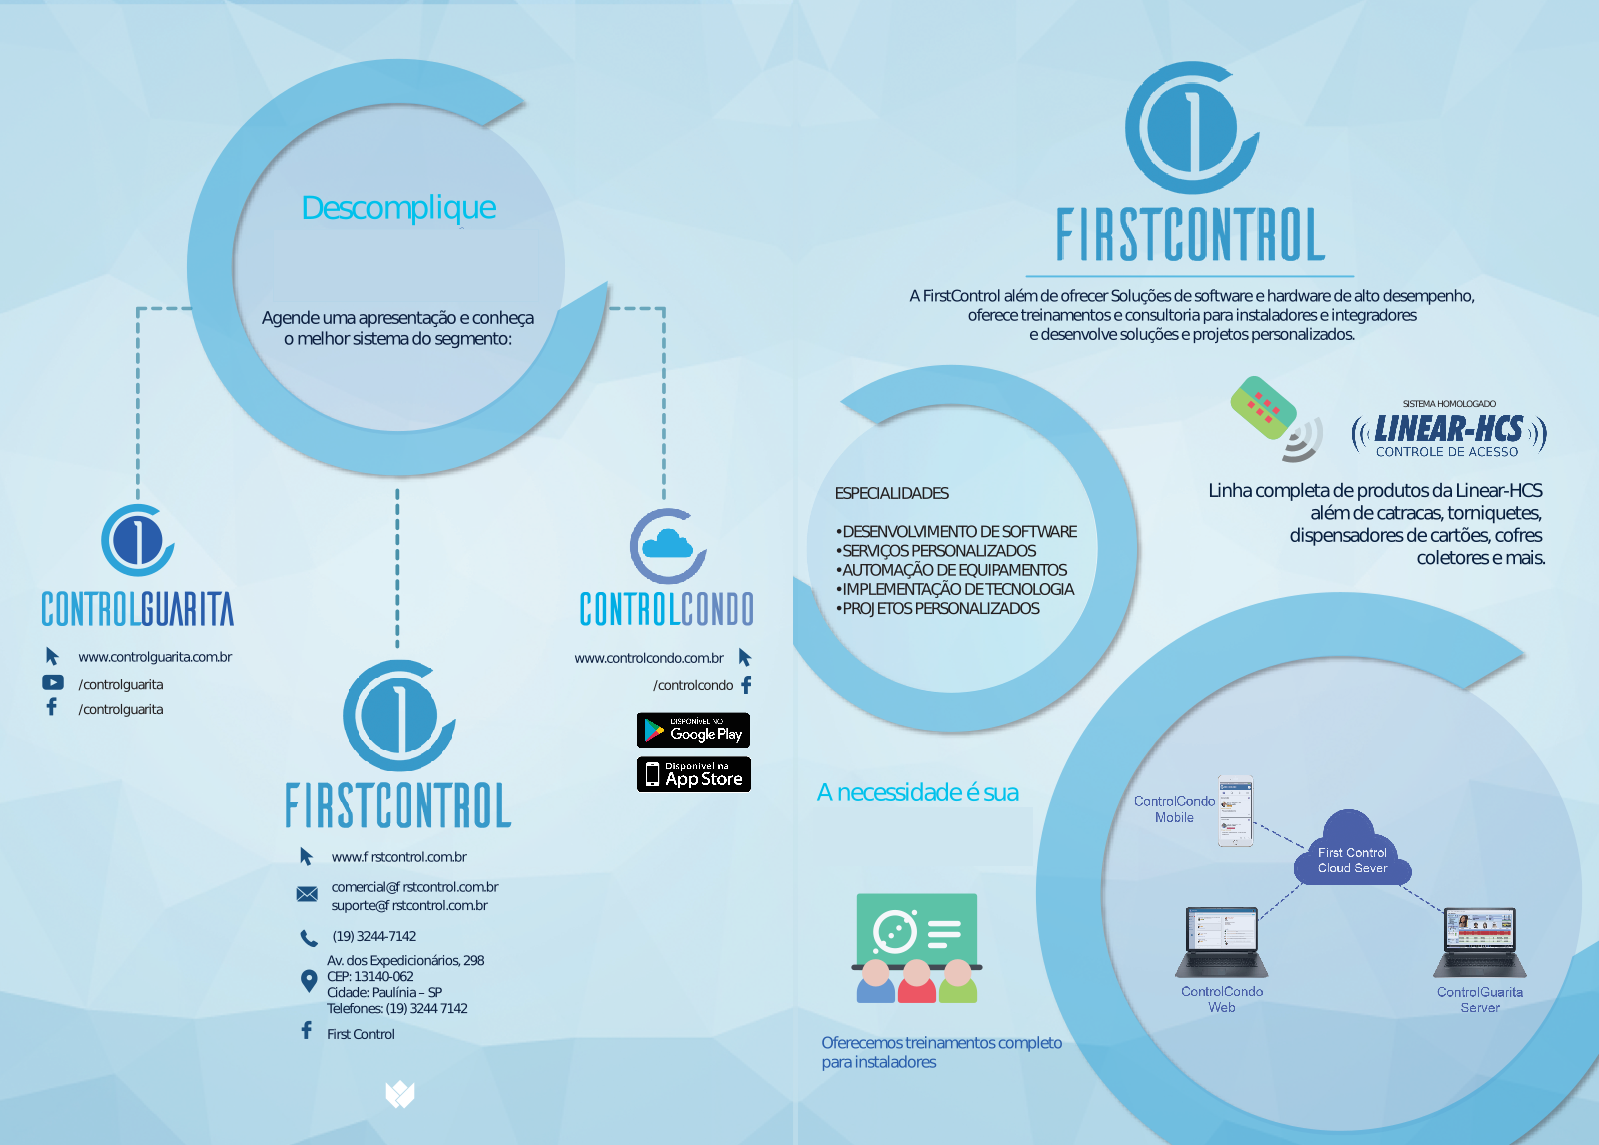 Descomplique
Agende uma apresentação e conheça
o melhor sistema do segmento:
CONTROLGUARITA
www.controlguarita.com.br
/controlguarita
/controlguarita
CONTROLCONDO
www.controlcondo.com.br
/controlcondo
DISPONÍVEL NO
Google Play
Disponível na
App Store
FIRSTCONTROL
www.f rstcontrol.com.br
comercial@f rstcontrol.com.br
suporte@f rstcontrol.com.br
(19) 3244-7142
Av. dos Expedicionários, 298
CEP: 13140-062
Cidade: Paulínia – SP
Telefones: (19) 3244 7142
First Control
FIRSTCONTROL
A FirstControl além de ofrecer Soluções de software e hardware de alto desempenho,
oferece treinamentos e consultoria para instaladores e integradores
e desenvolve soluções e projetos personalizados.
SISTEMA HOMOLOGADO
LINEAR-HCS
CONTROLE DE ACESSO
Linha completa de produtos da Linear-HCS
além de catracas, torniquetes,
dispensadores de cartões, cofres
coletores e mais.
ESPECIALIDADES
•DESENVOLVIMENTO DE SOFTWARE
•SERVIÇOS PERSONALIZADOS
•AUTOMAÇÃO DE EQUIPAMENTOS
•IMPLEMENTAÇÃO DE TECNOLOGIA
•PROJETOS PERSONALIZADOS
A necessidade é sua
Oferecemos treinamentos completo
para instaladores
ControlCondo
Mobile
First Control
Cloud Sever
ControlCondo
Web
ControlGuarita
Server